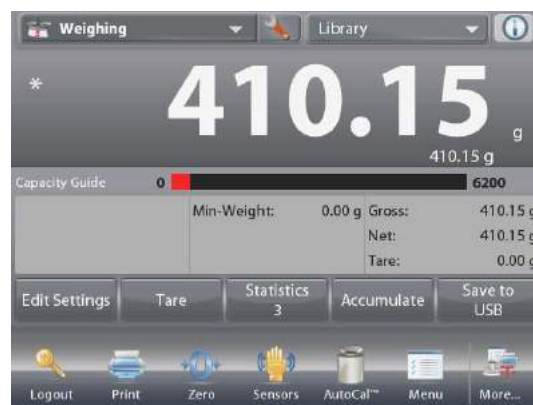 Weighing
Library
*
410.15 g
410.15 g
Capacity Guide 0 6200
Min-Weight: 0.00 g Gross: 410.15 g
Net: 410.15 g
Tare: 0.00 g
Edit Settings Tare Statistics 3 Accumulate Save to USB
Logout Print Zero Sensors AutoCal™ Menu More...